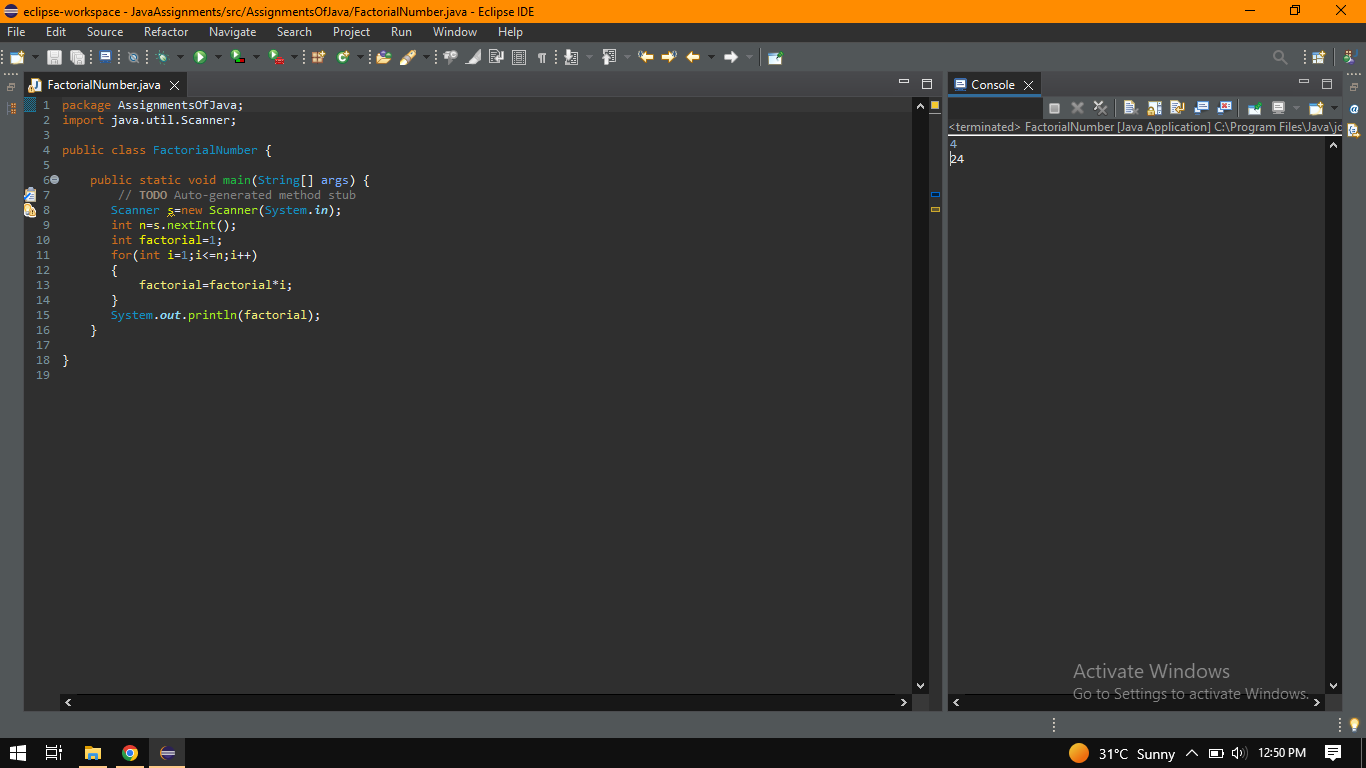 eclipse-workspace - JavaAssignments/src/AssignmentsOfJava/FactorialNumber.java - Eclipse IDE
File Edit Source Refactor Navigate Search Project Run Window Help
FactorialNumber.java
1 package AssignmentsOfJava;
2 import java.util.Scanner;
3
4 public class FactorialNumber {
5
6 public static void main(String[] args) {
7 // TODO Auto-generated method stub
8 Scanner s=new Scanner(System.in);
9 int n=s.nextInt();
10 int factorial=1;
11 for(int i=1;i<=n;i++)
12 {
13 factorial=factorial*i;
14 }
15 System.out.println(factorial);
16 }
17
18 }
19
Console
<terminated> FactorialNumber [Java Application] C:\Program Files\Java\jc
4
24
Activate Windows
Go to Settings to activate Windows.
31°C Sunny 12:50 PM